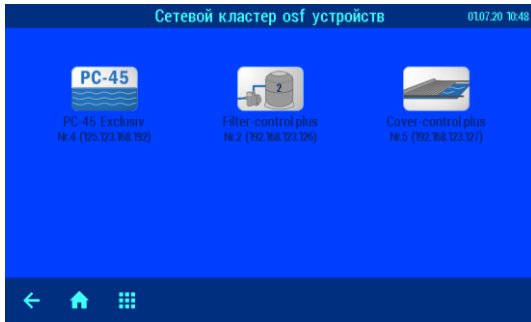 Сетевой кластер osf устройств 01.07.20 10:48
PC-45 2
PC-45 Exclusiv Filter-control.plus Cover-control.plus
Nr.4 (125.123.168.192) Nr.2 (192.168.123.126) Nr.5 (192.168.123.127)